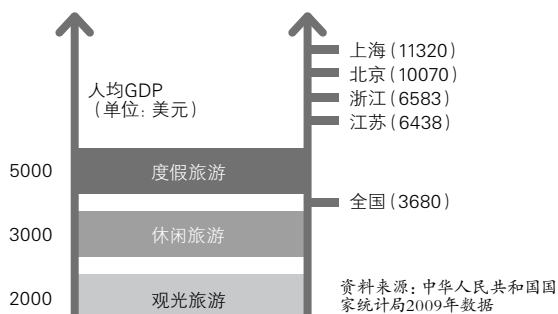 人均GDP
（单位: 美元）
上海(11320)
北京(10070)
浙江(6583)
江苏(6438)
5000
度假旅游
全国(3680)
3000
休闲旅游
2000
观光旅游
资料来源: 中华人民共和国国
家统计局2009年数据